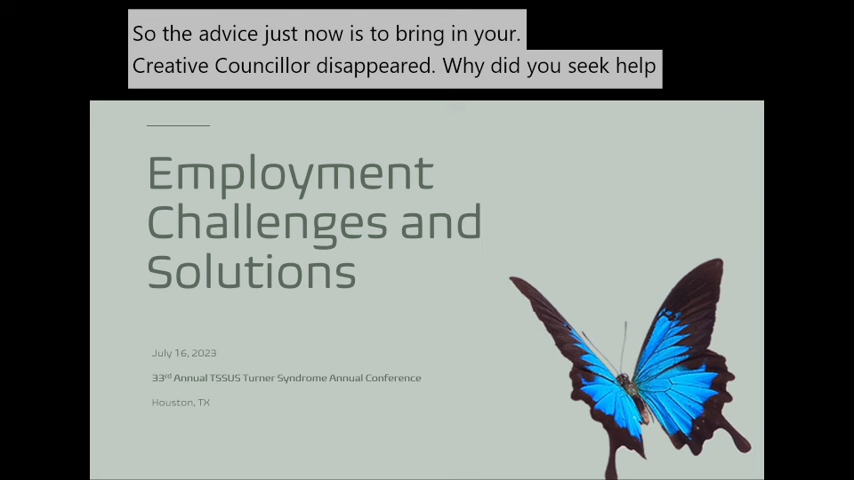 So the advice just now is to bring in your.
Creative Councillor disappeared. Why did you seek help
Employment
Challenges and
Solutions
July 16, 2023
33rd Annual TSSUS Turner Syndrome Annual Conference
Houston, TX